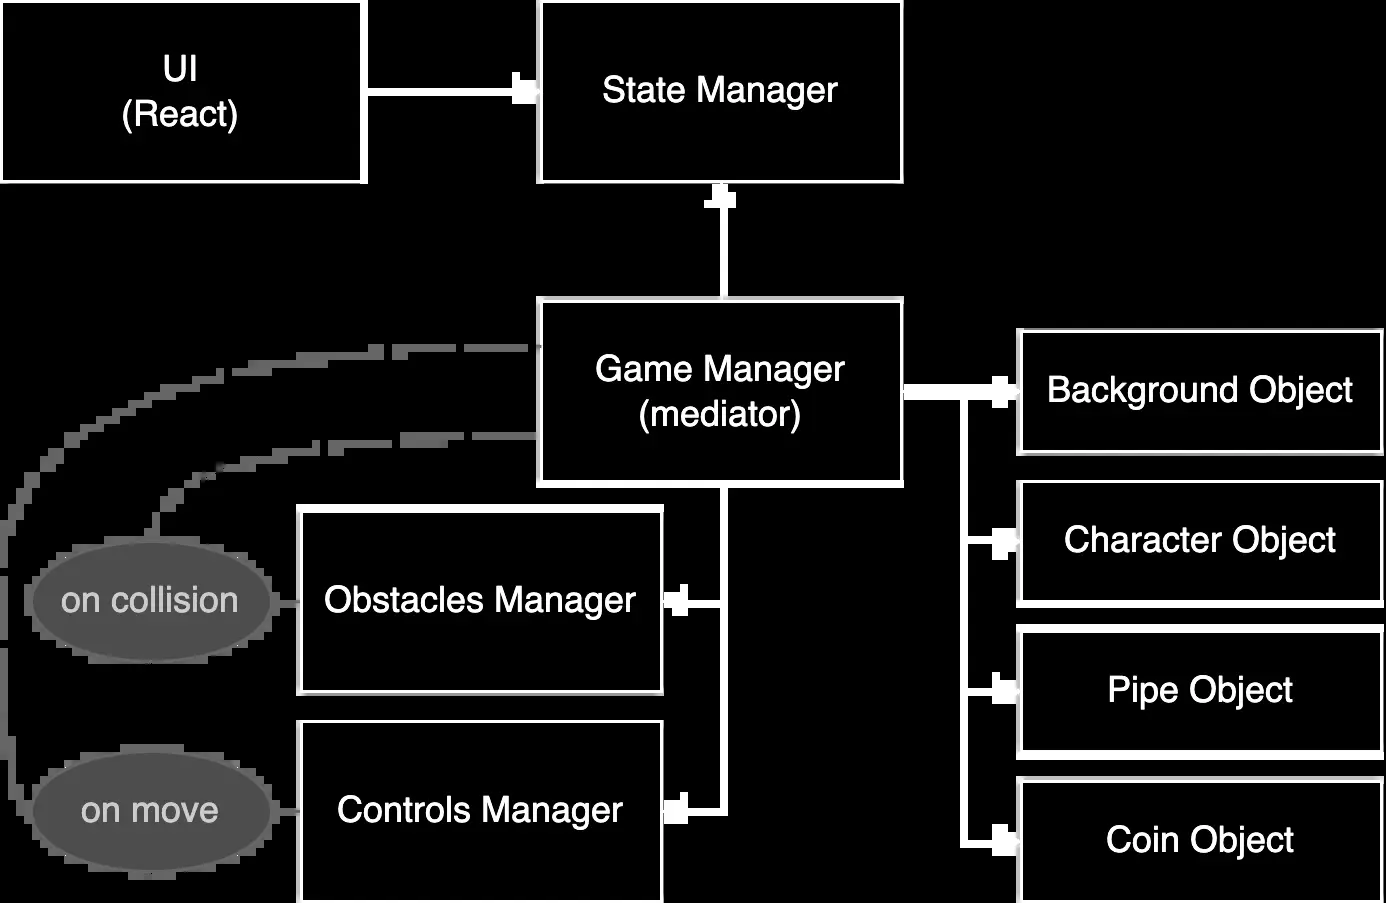 UI
(React)
State Manager
Game Manager
(mediator)
Background Object
Character Object
on collision
Obstacles Manager
Pipe Object
on move
Controls Manager
Coin Object